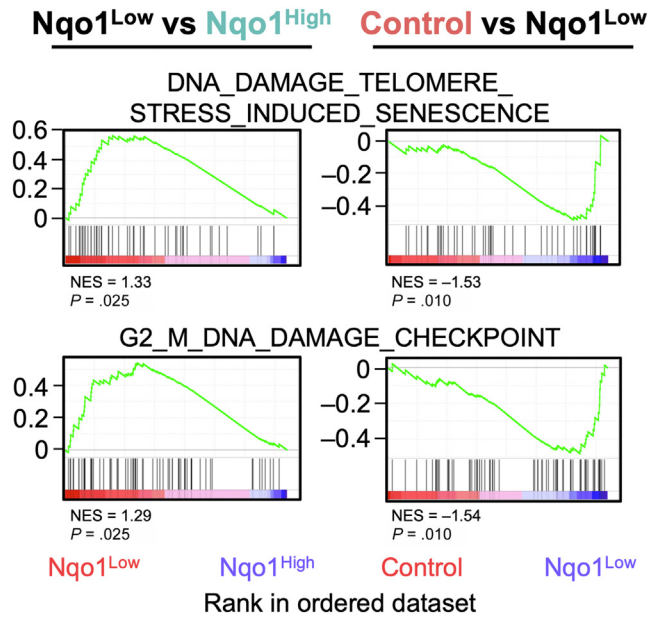 Nqo1Low vs Nqo1High Control vs Nqo1Low
DNA_DAMAGE_TELOMERE_
STRESS_INDUCED_SENESCENCE
0.6
0.4
0.2
0
NES = 1.33
P = .025
0
–0.2
–0.4
NES = –1.53
P = .010
G2_M_DNA_DAMAGE_CHECKPOINT
0.4
0.2
0
NES = 1.29
P = .025
0
–0.2
–0.4
NES = –1.54
P = .010
Nqo1Low Nqo1High Control Nqo1Low
Rank in ordered dataset